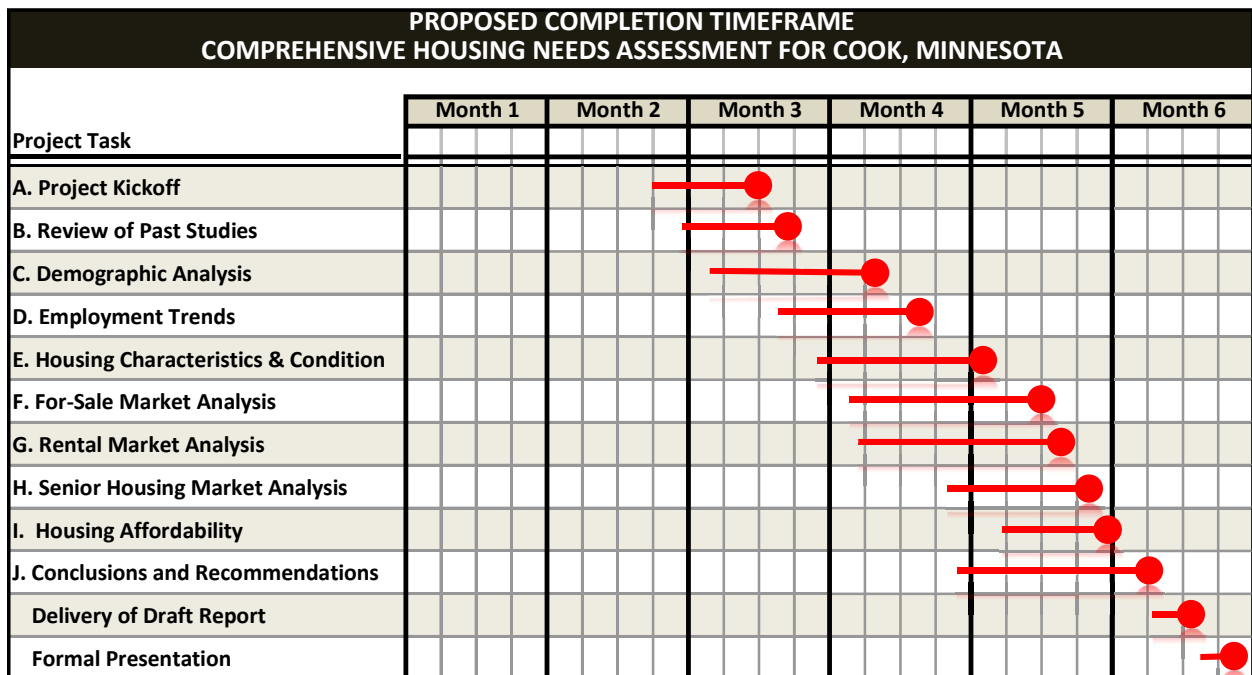 PROPOSED COMPLETION TIMEFRAME
COMPREHENSIVE HOUSING NEEDS ASSESSMENT FOR COOK, MINNESOTA
Month 1 Month 2 Month 3 Month 4 Month 5 Month 6
Project Task
A. Project Kickoff
B. Review of Past Studies
C. Demographic Analysis
D. Employment Trends
E. Housing Characteristics & Condition
F. For-Sale Market Analysis
G. Rental Market Analysis
H. Senior Housing Market Analysis
I. Housing Affordability
J. Conclusions and Recommendations
Delivery of Draft Report
Formal Presentation